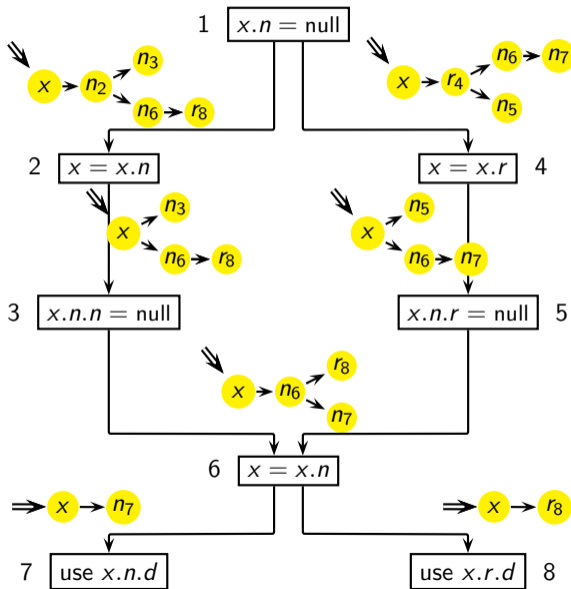 1 x.n = null
x n₂ n₃ n₆ r₈
x r₄ n₆ n₇ n₅
2 x = x.n
x = x.r 4
x n₃ n₆ r₈
x n₅ n₆ n₇
3 x.n.n = null
x.n.r = null 5
x n₆ r₈ n₇
6 x = x.n
x n₇
x r₈
7 use x.n.d
use x.r.d 8